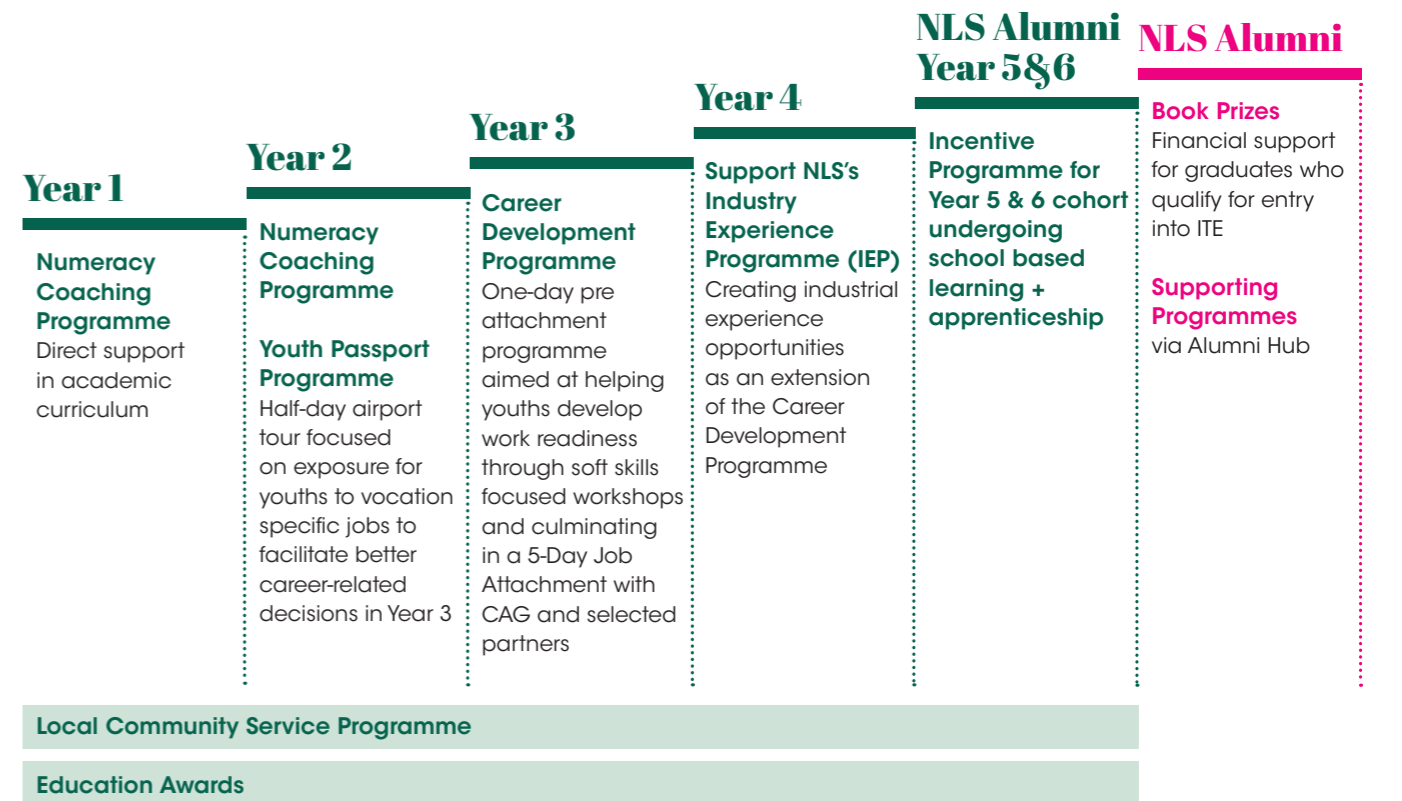 Year 1
Numeracy
Coaching
Programme
Direct support
in academic
curriculum
Year 2
Numeracy
Coaching
Programme
Youth Passport
Programme
Half-day airport
tour focused
on exposure for
youths to vocation
specific jobs to
facilitate better
career-related
decisions in Year 3
Year 3
Career
Development
Programme
One-day pre
attachment
programme
aimed at helping
youths develop
work readiness
through soft skills
focused workshops
and culminating
in a 5-Day Job
Attachment with
CAG and selected
partners
Year 4
Support NLS’s
Industry
Experience
Programme (IEP)
Creating industrial
experience
opportunities
as an extension
of the Career
Development
Programme
NLS Alumni
Year 5&6
Incentive
Programme for
Year 5 & 6 cohort
undergoing
school based
learning +
apprenticeship
NLS Alumni
Book Prizes
Financial support
for graduates who
qualify for entry
into ITE
Supporting
Programmes
via Alumni Hub
Local Community Service Programme
Education Awards